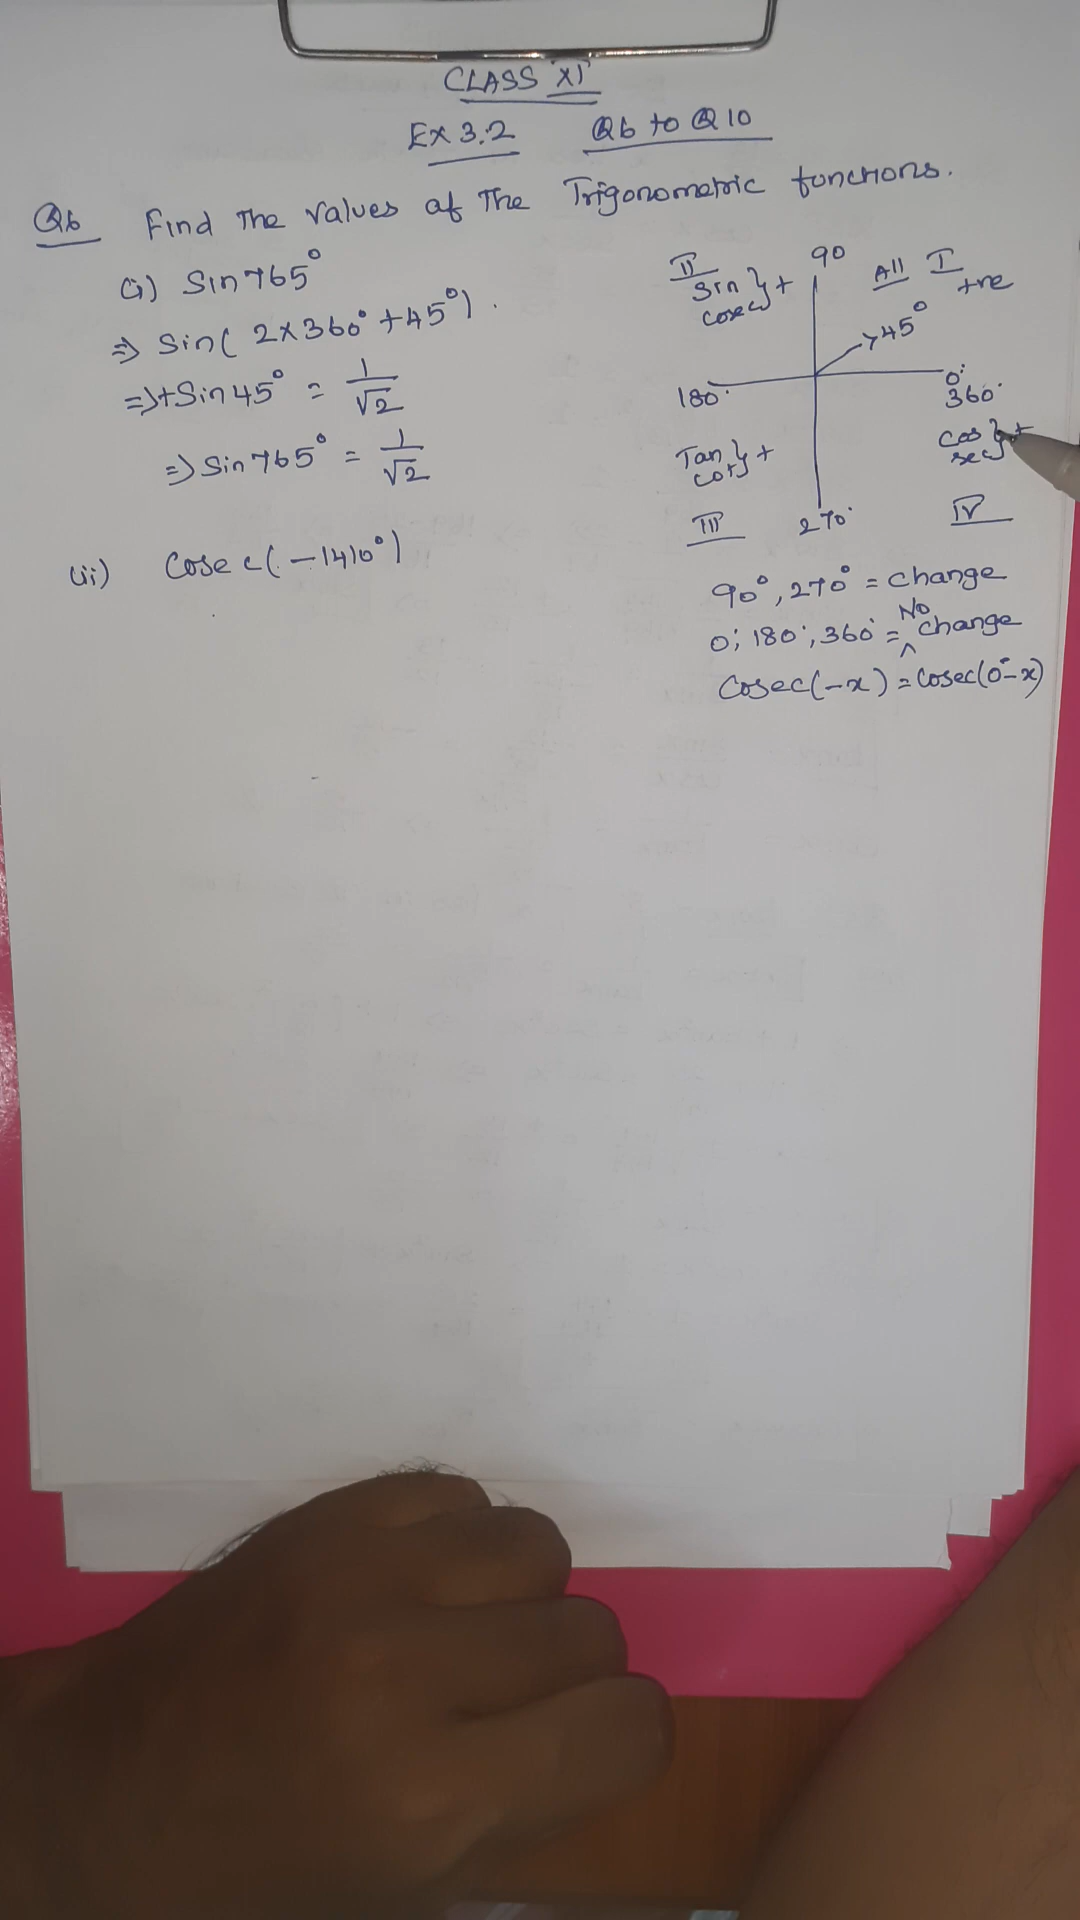 CLASS XI
EX 3.2 Q6 to Q10
Q6 Find The values of The Trigonometric functions.
(i) Sin 765°
⇒ Sin( 2×360° +45°).
⇒ +Sin 45° = 1/√2
⇒ Sin 765° = 1/√2
(ii) Cosec(-1410°)
90
II
Sin } +
Cosec
All I
+ve
45°
180°
0°
360°
Tan } +
cot
Cos } +
sec
III
270°
IV
90°, 270° = change
0°, 180°, 360° = No change
Cosec(-x) = Cosec(0°-x)